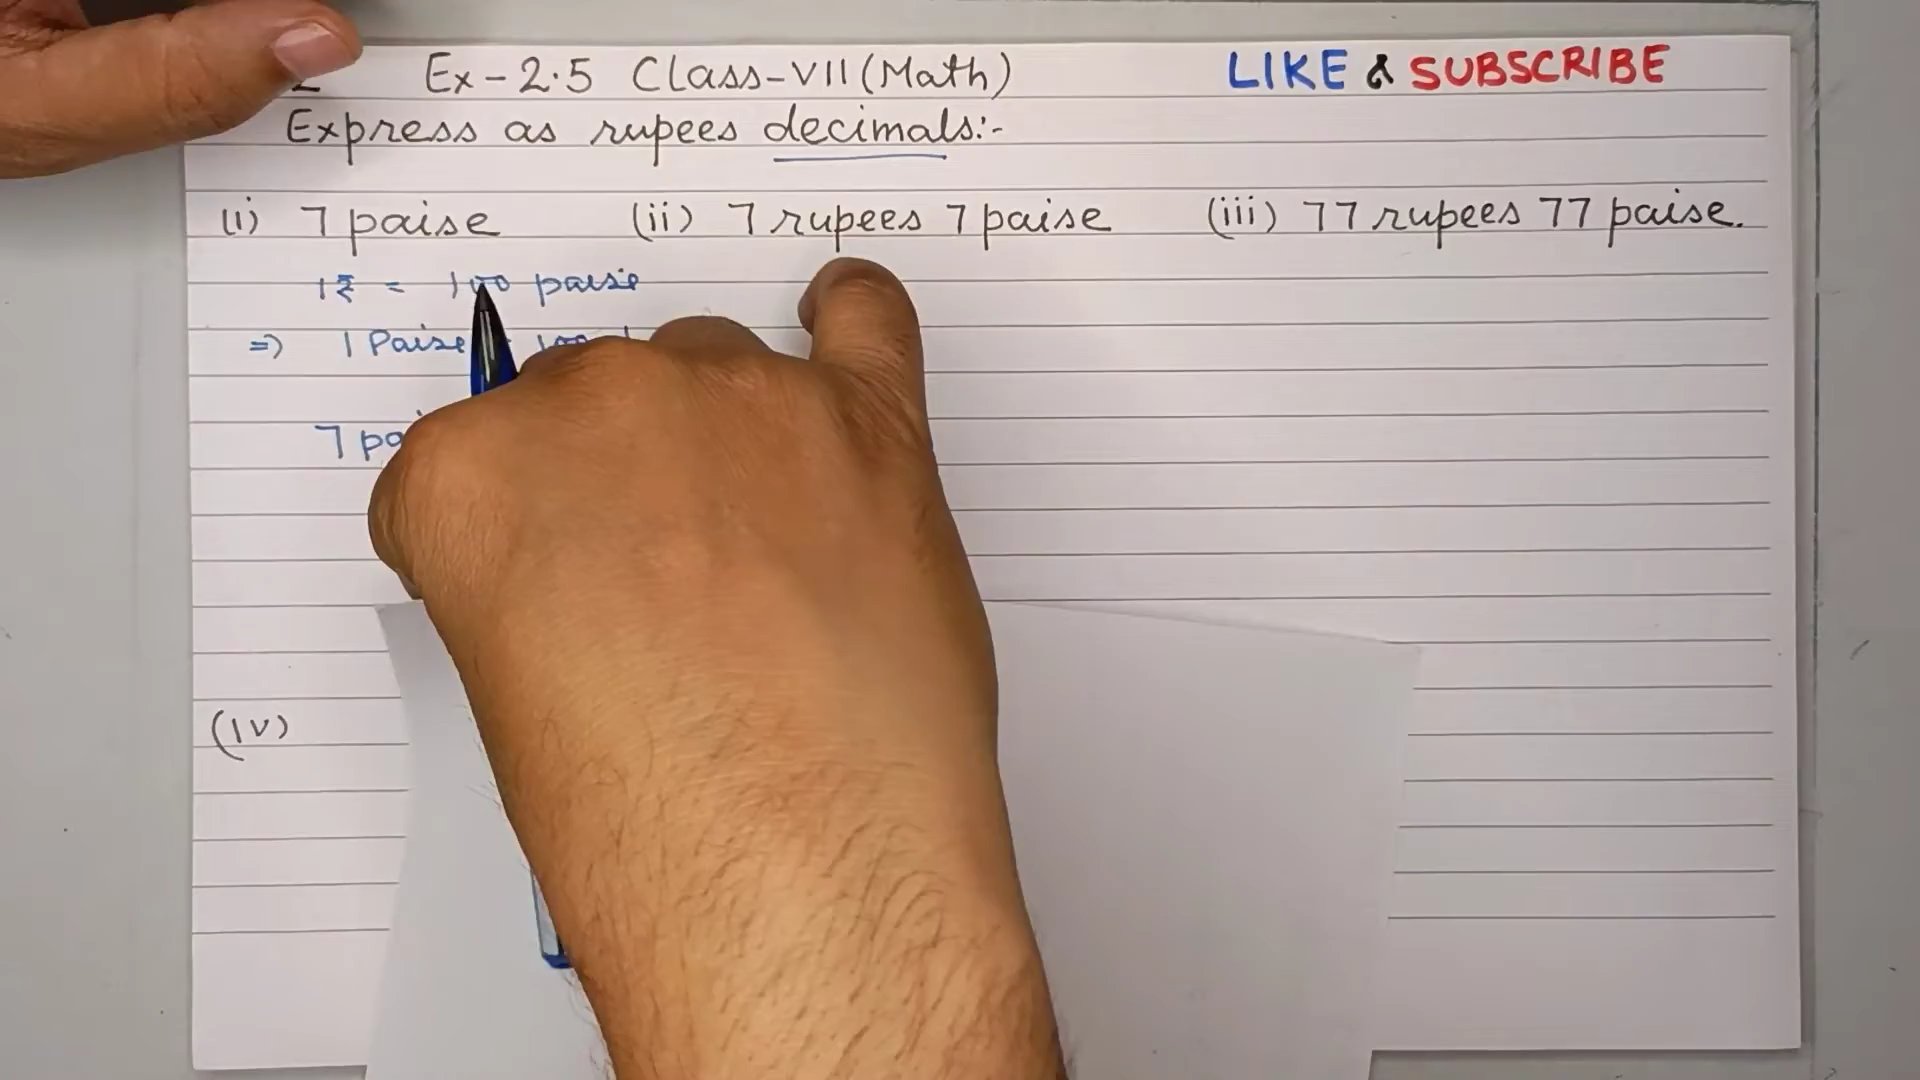 2 Ex-2.5 Class-VII (Math) LIKE & SUBSCRIBE
Express as rupees decimals:-
(i) 7 paise (ii) 7 rupees 7 paise (iii) 77 rupees 77 paise.
1₹ = 100 paise
⇒ 1 Paise
7
(IV)